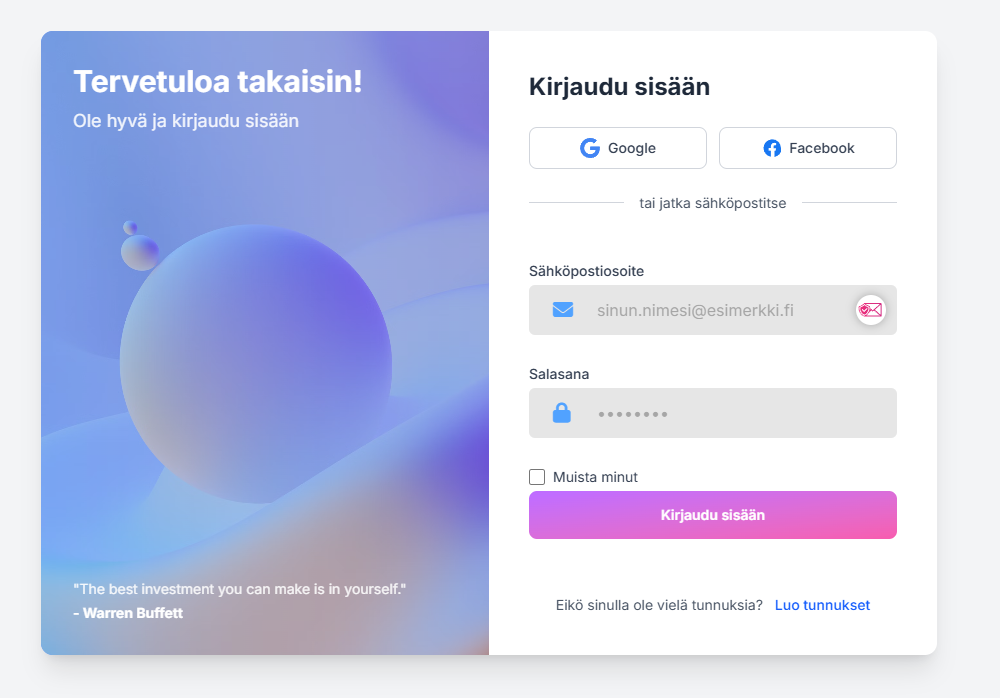 Tervetuloa takaisin!
Ole hyvä ja kirjaudu sisään
"The best investment you can make is in yourself."
- Warren Buffett
Kirjaudu sisään
Google
Facebook
tai jatka sähköpostitse
Sähköpostiosoite
sinun.nimesi@esimerkki.fi
Salasana
••••••••
Muista minut
Kirjaudu sisään
Eikö sinulla ole vielä tunnuksia? Luo tunnukset